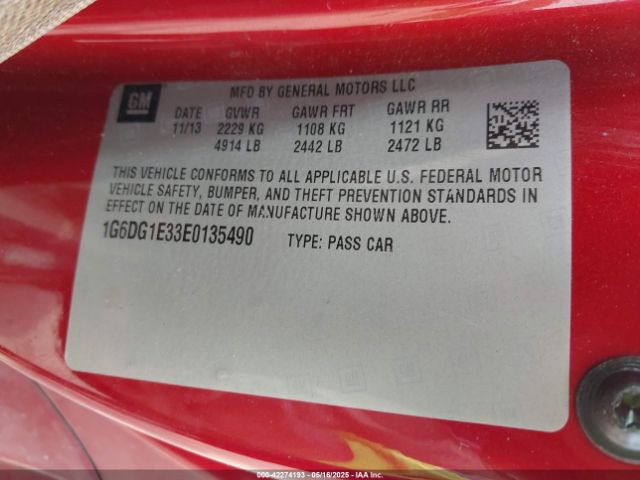 GM
MFD BY GENERAL MOTORS LLC
DATE GVWR GAWR FRT GAWR RR
11/13 2229 KG 1108 KG 1121 KG
4914 LB 2442 LB 2472 LB
THIS VEHICLE CONFORMS TO ALL APPLICABLE U.S. FEDERAL MOTOR
VEHICLE SAFETY, BUMPER, AND THEFT PREVENTION STANDARDS IN
EFFECT ON THE DATE OF MANUFACTURE SHOWN ABOVE.
1G6DG1E33E0135490 TYPE: PASS CAR
000-42274193 - 05/16/2025 - IAAI.com